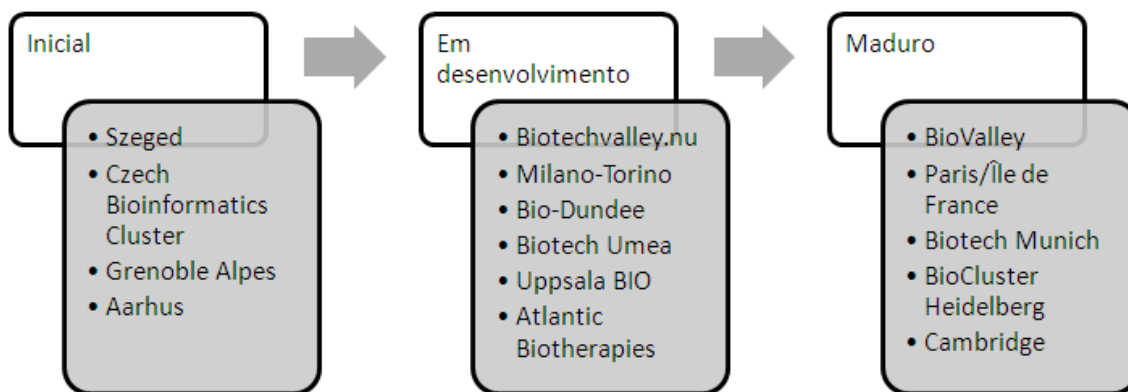 Inicial
• Szeged
• Czech
Bioinformatics
Cluster
• Grenoble Alpes
• Aarhus
Em
desenvolvimento
• Biotechvalley.nu
• Milano-Torino
• Bio-Dundee
• Biotech Umea
• Uppsala BIO
• Atlantic
Biotherapies
Maduro
• BioValley
• Paris/Île de
France
• Biotech Munich
• BioCluster
Heidelberg
• Cambridge